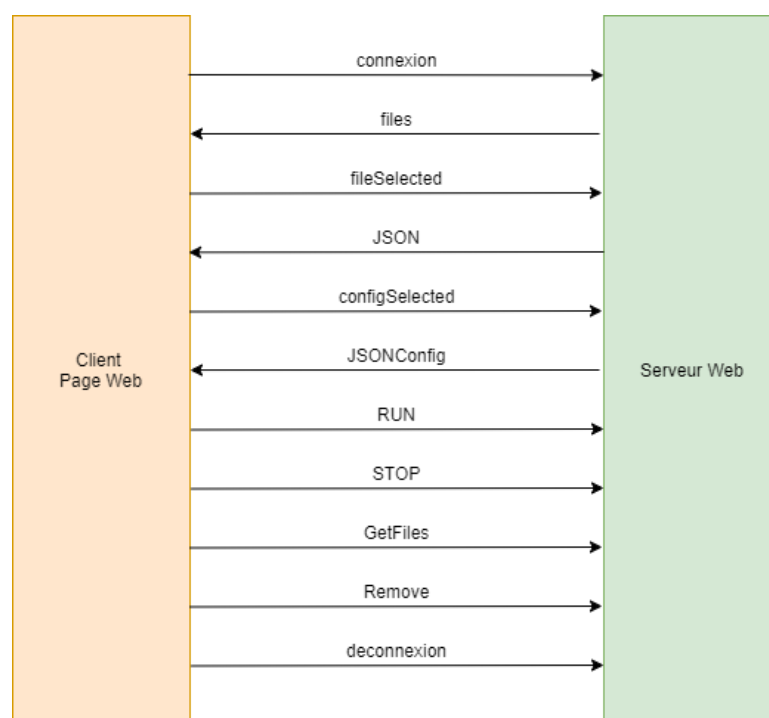 connexion
files
fileSelected
JSON
configSelected
Client
Page Web
JSONConfig
Serveur Web
RUN
STOP
GetFiles
Remove
deconnexion